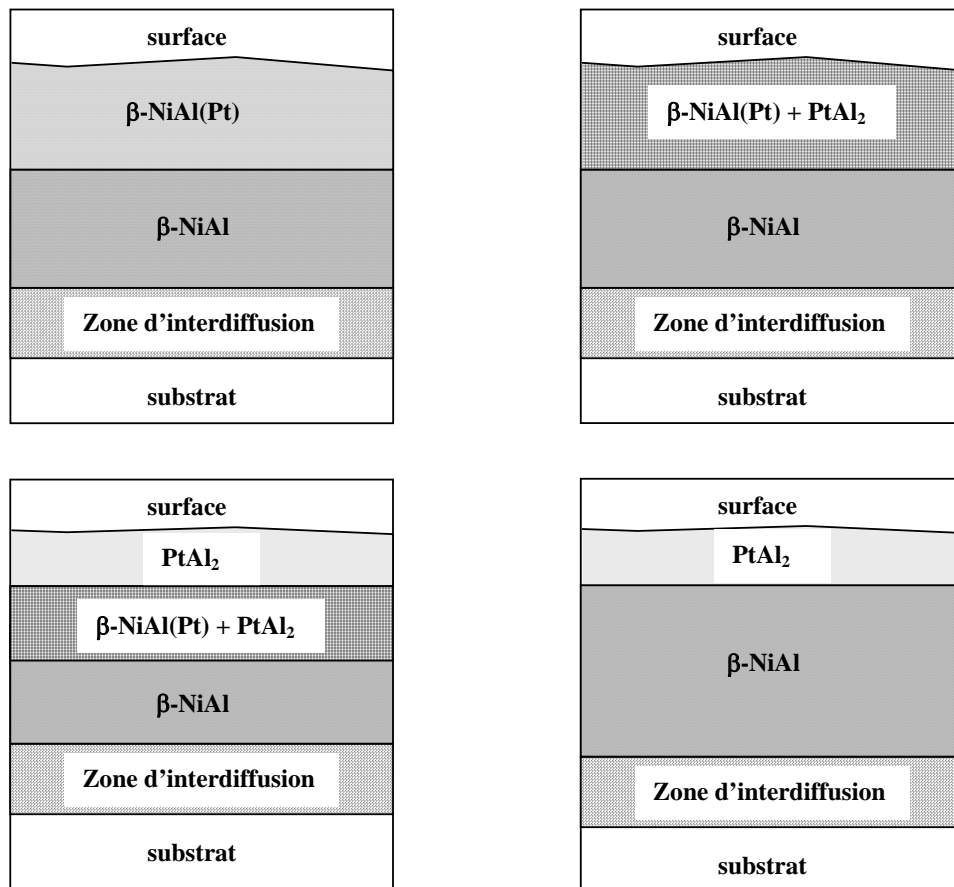 surface
β-NiAl(Pt)
β-NiAl
Zone d’interdiffusion
substrat
surface
β-NiAl(Pt) + PtAl₂
β-NiAl
Zone d’interdiffusion
substrat
surface
PtAl₂
β-NiAl(Pt) + PtAl₂
β-NiAl
Zone d’interdiffusion
substrat
surface
PtAl₂
β-NiAl
Zone d’interdiffusion
substrat